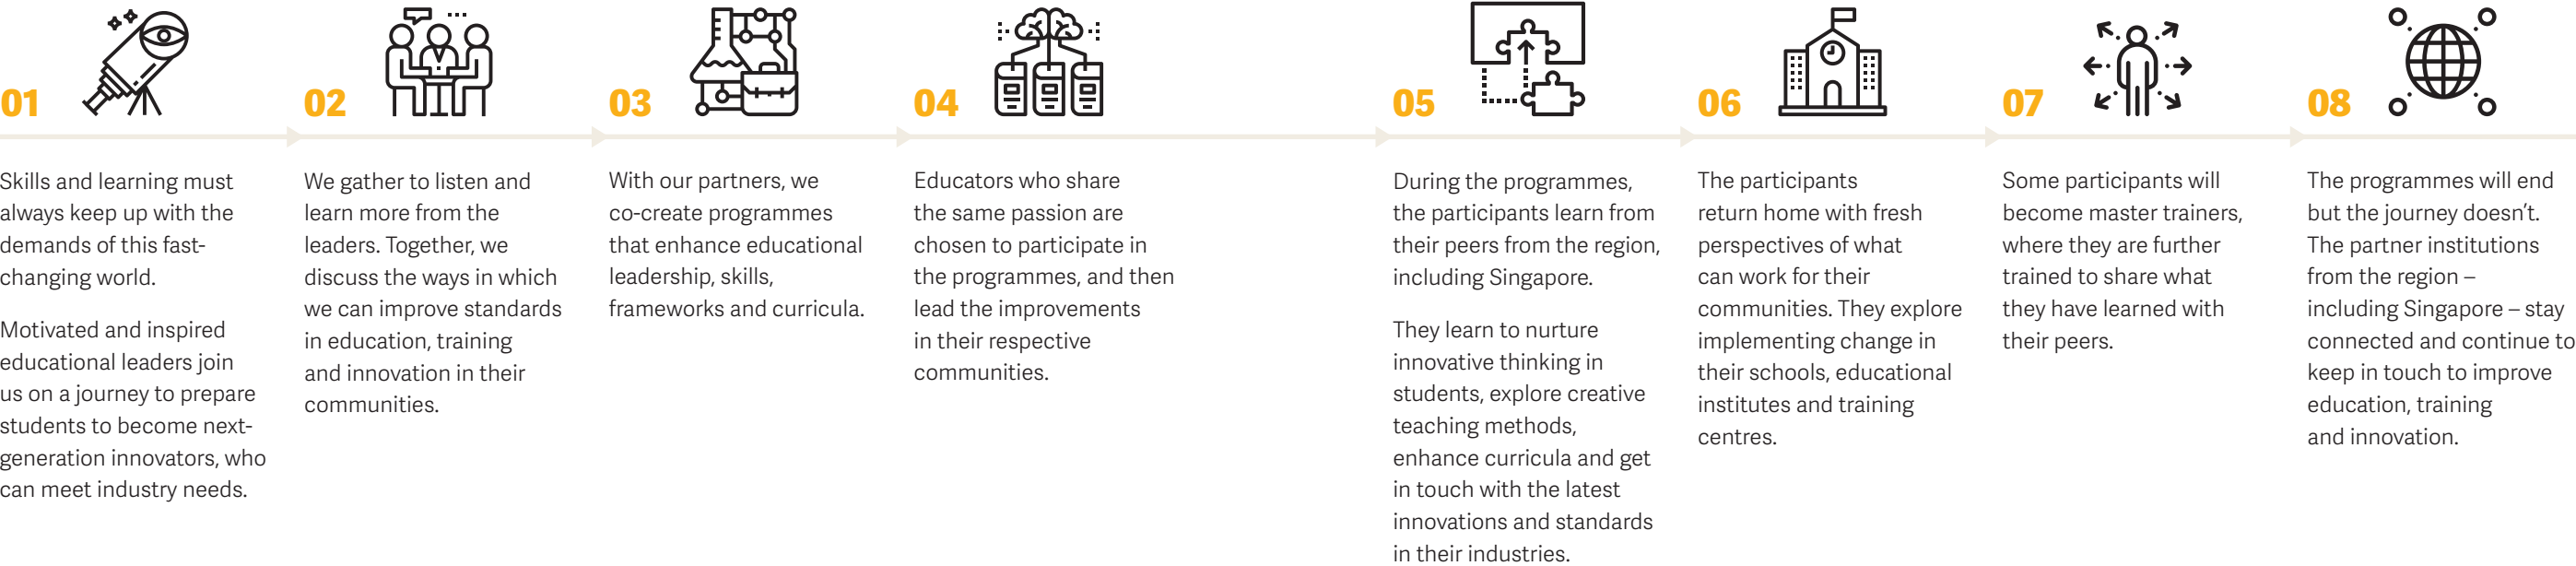 01
Skills and learning must
always keep up with the
demands of this fast-
changing world.
Motivated and inspired
educational leaders join
us on a journey to prepare
students to become next-
generation innovators, who
can meet industry needs.
02
We gather to listen and
learn more from the
leaders. Together, we
discuss the ways in which
we can improve standards
in education, training
and innovation in their
communities.
03
With our partners, we
co-create programmes
that enhance educational
leadership, skills,
frameworks and curricula.
04
Educators who share
the same passion are
chosen to participate in
the programmes, and then
lead the improvements
in their respective
communities.
05
During the programmes,
the participants learn from
their peers from the region,
including Singapore.
They learn to nurture
innovative thinking in
students, explore creative
teaching methods,
enhance curricula and get
in touch with the latest
innovations and standards
in their industries.
06
The participants
return home with fresh
perspectives of what
can work for their
communities. They explore
implementing change in
their schools, educational
institutes and training
centres.
07
Some participants will
become master trainers,
where they are further
trained to share what
they have learned with
their peers.
08
The programmes will end
but the journey doesn't.
The partner institutions
from the region –
including Singapore – stay
connected and continue to
keep in touch to improve
education, training
and innovation.